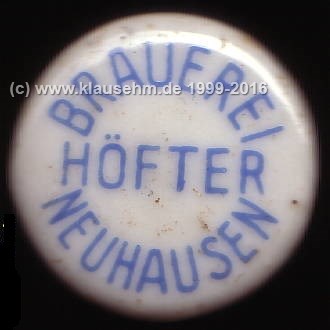 (c) www.klausehm.de 1999-2016
BRAUEREI
HÖFTER
NEUHAUSEN